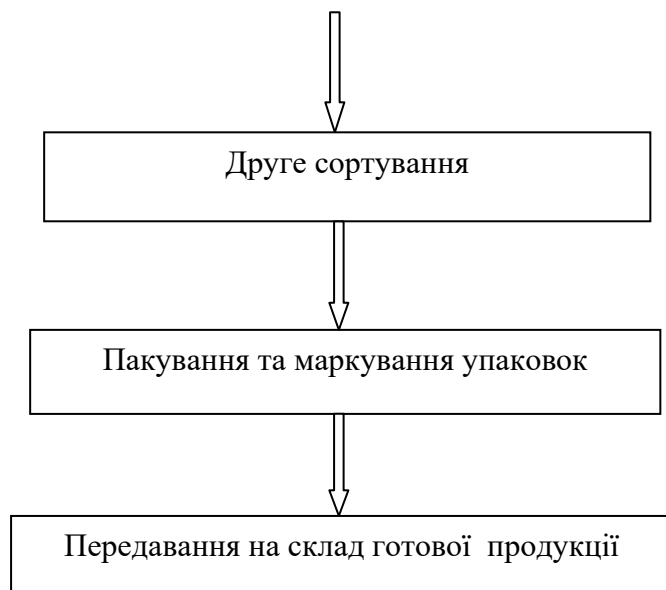 Друге сортування
Пакування та маркування упаковок
Передавання на склад готової продукції